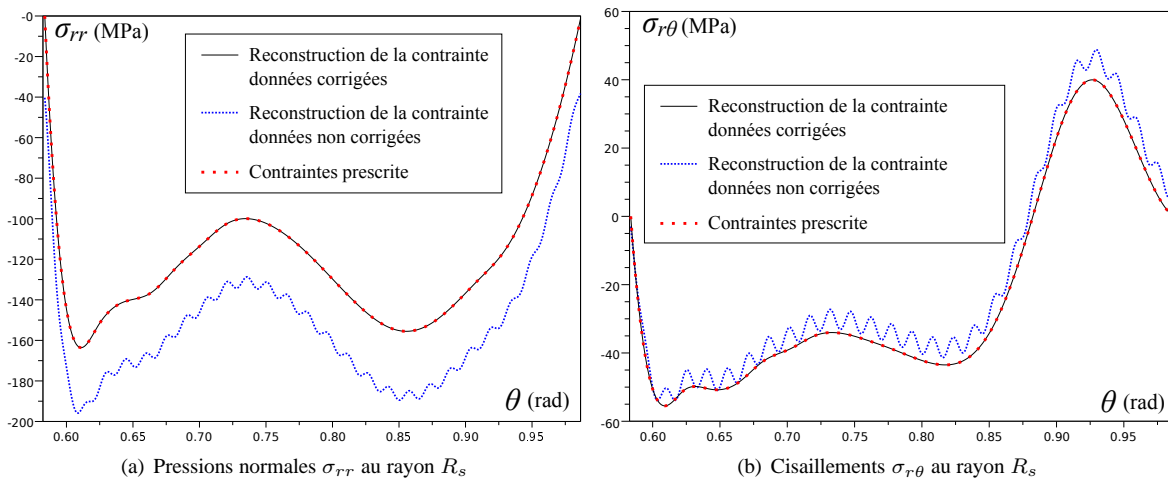 -0
-20
-40
-60
-80
-100
-120
-140
-160
-180
-200
σrr (MPa)
Reconstruction de la contrainte
données corrigées
Reconstruction de la contrainte
données non corrigées
Contraintes prescrite
θ (rad)
0.60 0.65 0.70 0.75 0.80 0.85 0.90 0.95
(a) Pressions normales σrr au rayon Rs
60
40
20
0
-20
-40
-60
σrθ (MPa)
Reconstruction de la contrainte
données corrigées
Reconstruction de la contrainte
données non corrigées
Contraintes prescrite
θ (rad)
0.60 0.65 0.70 0.75 0.80 0.85 0.90 0.95
(b) Cisaillements σrθ au rayon Rs